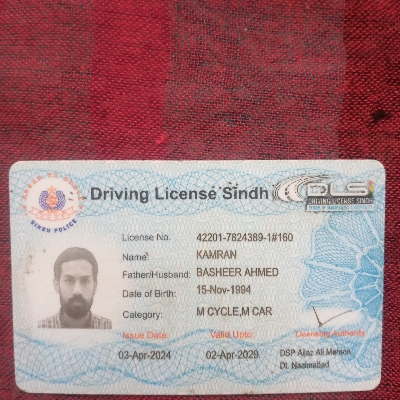 SINDH POLICE
Driving License Sindh
DLS
DRIVING LICENSE SINDH
License No. 42201-7824389-1#160
Name: KAMRAN
Father/Husband: BASHEER AHMED
Date of Birth: 15-Nov-1994
Category: M CYCLE,M CAR
Issue Date: Valid Upto: Licensing Authority
03-Apr-2024 02-Apr-2029 DSP Aijaz Ali Memon
DL Nazimabad